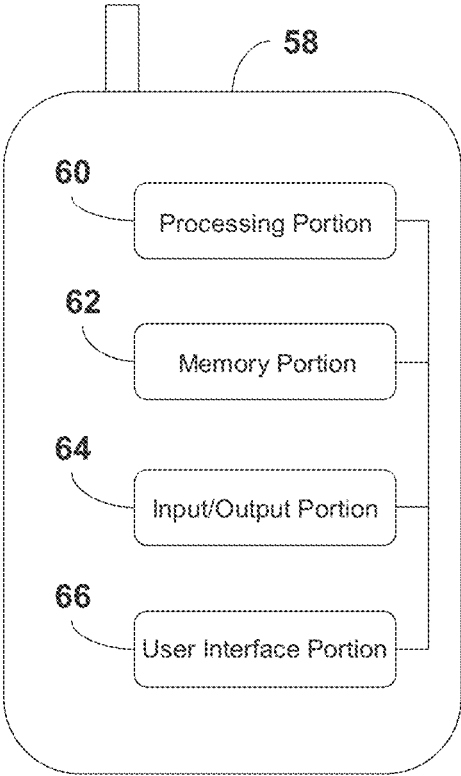 58
60
Processing Portion
62
Memory Portion
64
Input/Output Portion
66
User Interface Portion